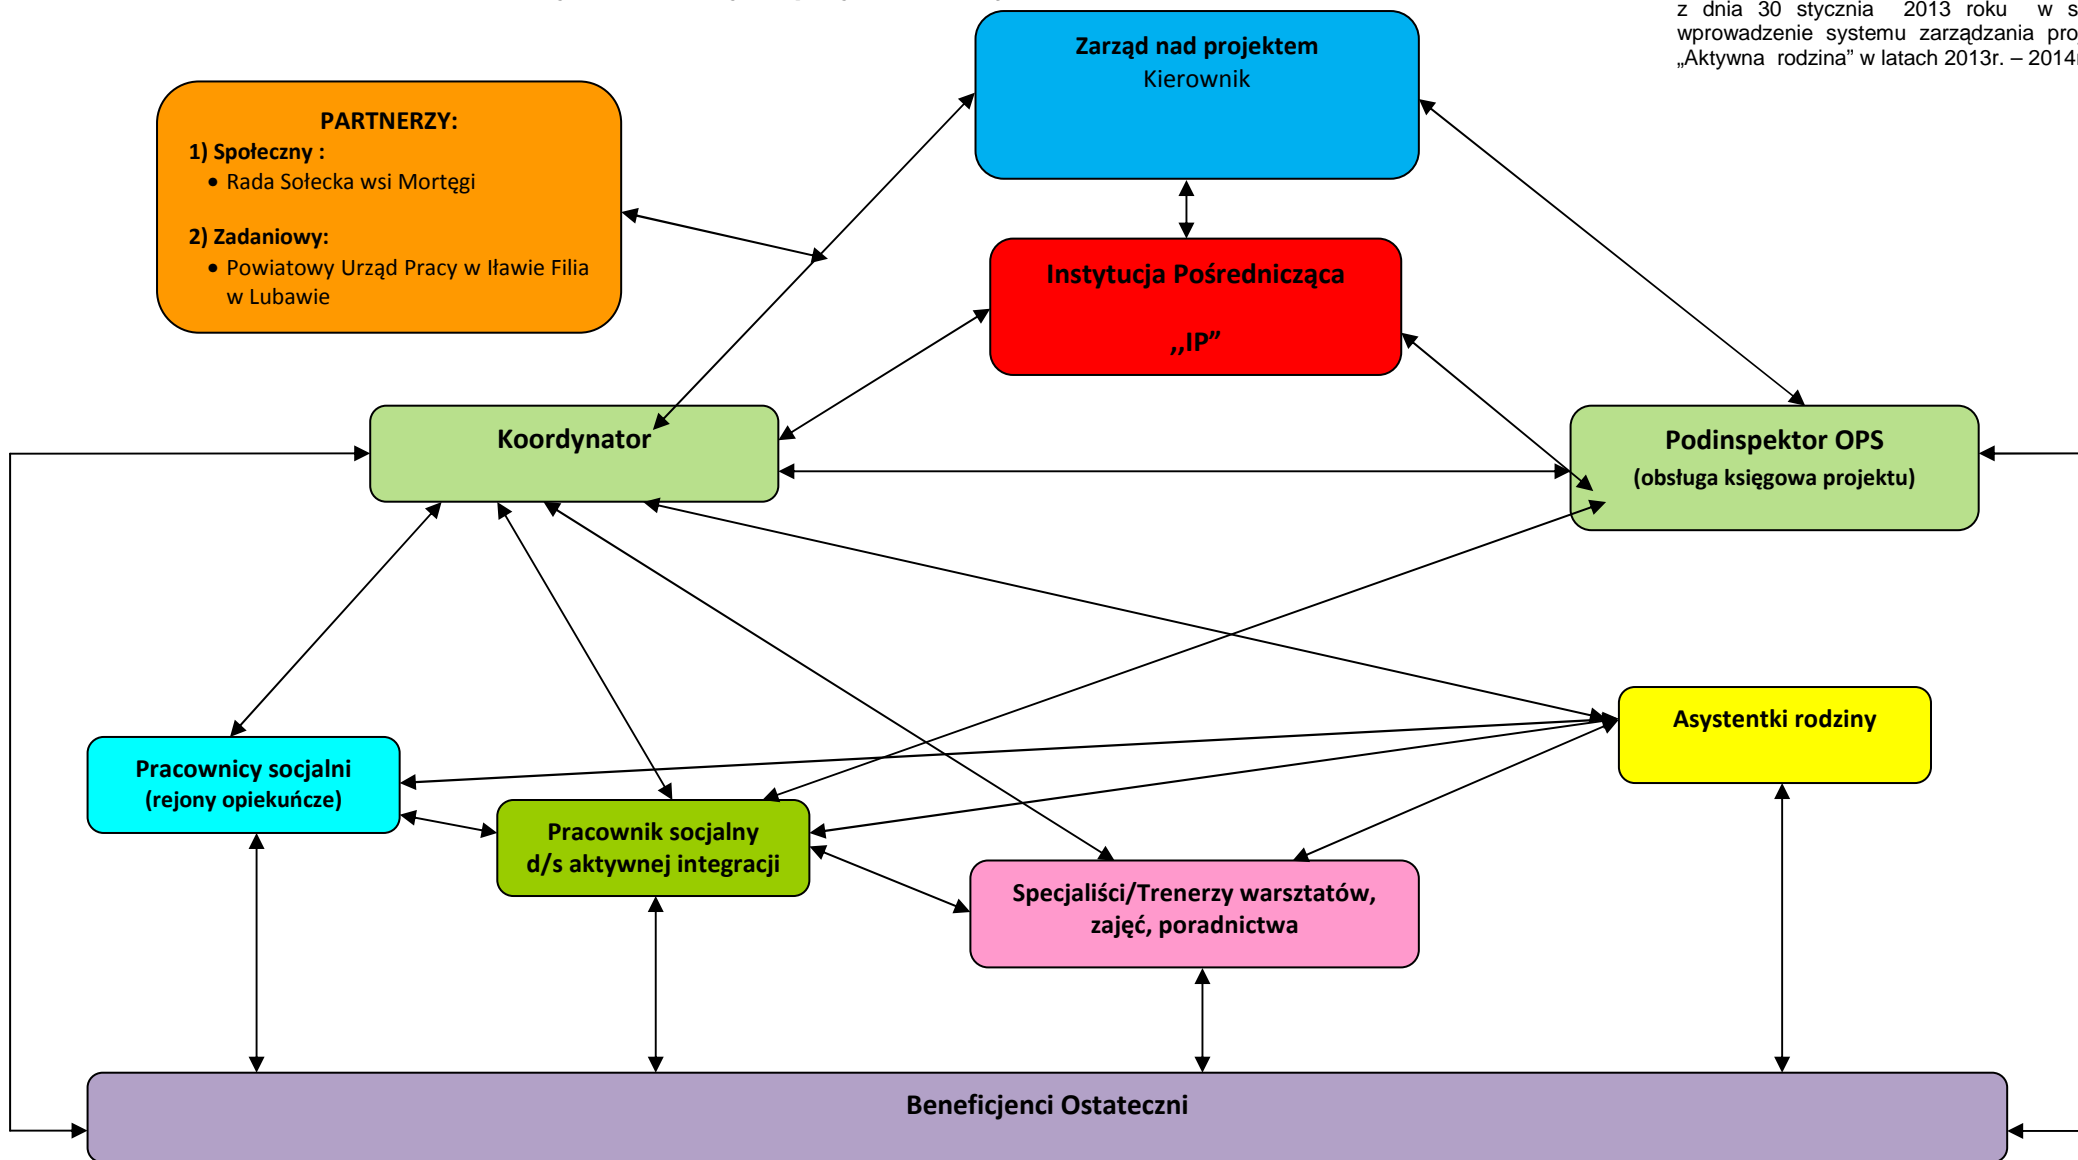 z dnia 30 stycznia 2013 roku w s
wprowadzenie systemu zarządzania proj
„Aktywna rodzina” w latach 2013r. – 2014r
Zarząd nad projektem
Kierownik
PARTNERZY:
1) Społeczny :
• Rada Sołecka wsi Mortęgi
2) Zadaniowy:
• Powiatowy Urząd Pracy w Iławie Filia
w Lubawie
Instytucja Pośrednicząca
,,IP”
Koordynator
Podinspektor OPS
(obsługa księgowa projektu)
Asystentki rodziny
Pracownicy socjalni
(rejony opiekuńcze)
Pracownik socjalny
d/s aktywnej integracji
Specjaliści/Trenerzy warsztatów,
zajęć, poradnictwa
Beneficjenci Ostateczni